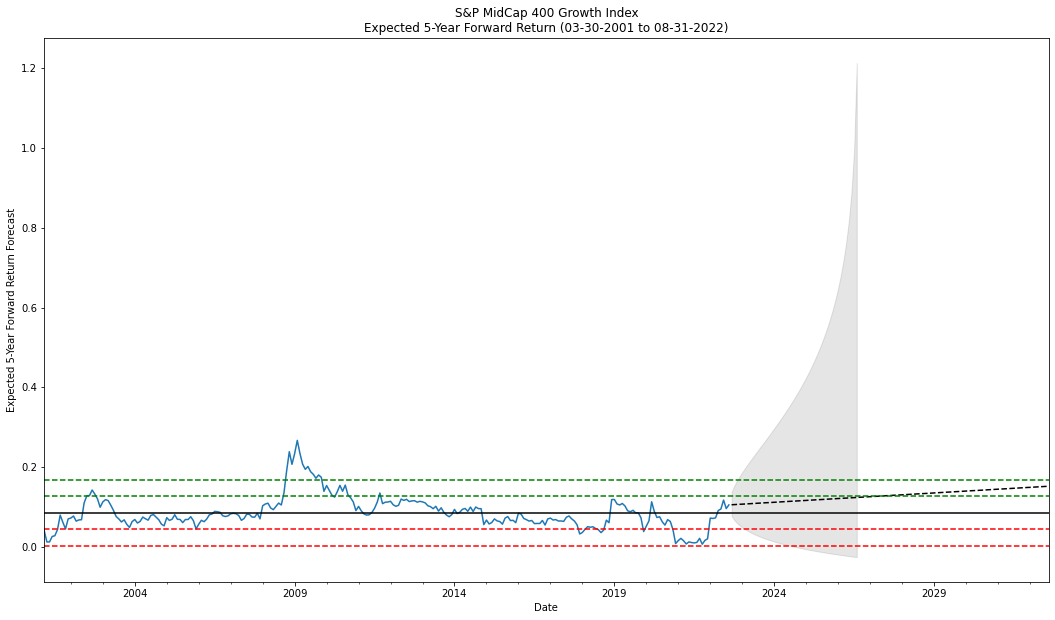 S&P MidCap 400 Growth Index
Expected 5-Year Forward Return (03-30-2001 to 08-31-2022)
Expected 5-Year Forward Return Forecast
1.2
1.0
0.8
0.6
0.4
0.2
0.0
2004 2009 2014 2019 2024 2029
Date